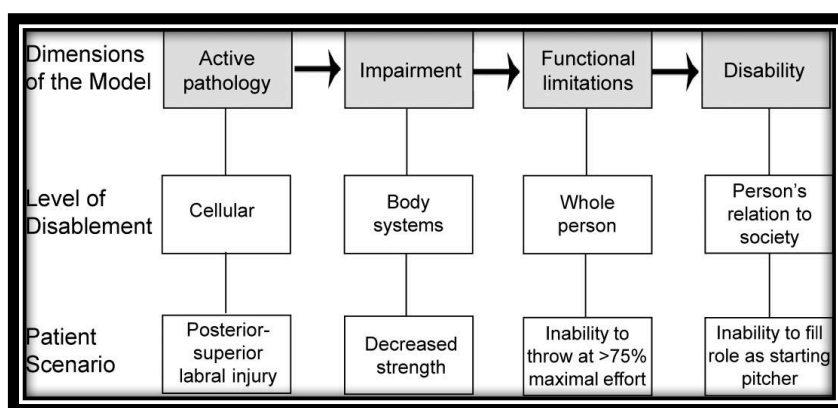 Dimensions
of the Model
Active
pathology
Impairment
Functional
limitations
Disability
Level of
Disablement
Cellular
Body
systems
Whole
person
Person's
relation to
society
Patient
Scenario
Posterior-
superior
labral injury
Decreased
strength
Inability to
throw at >75%
maximal effort
Inability to fill
role as starting
pitcher